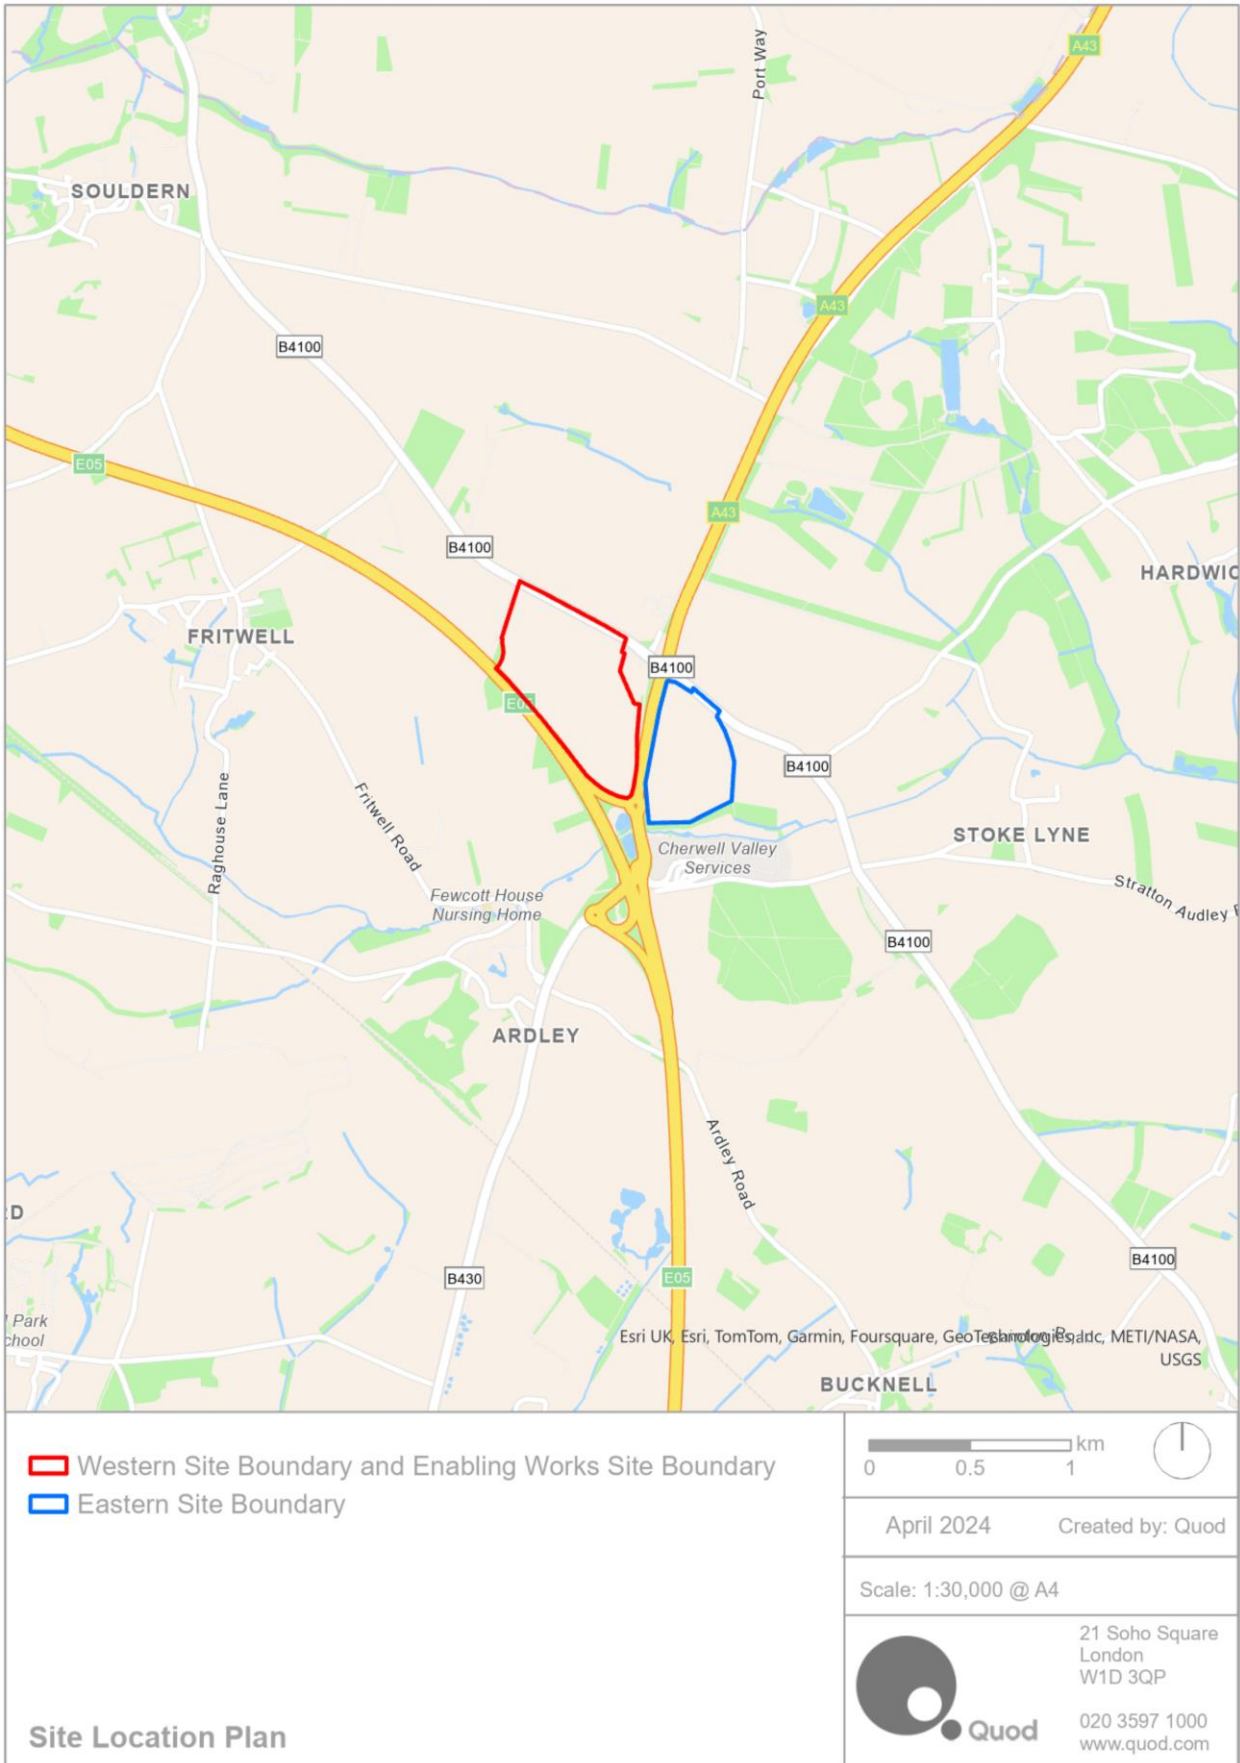 Port Way
A43
SOULDERN
A43
B4100
E05
A43
B4100
HARDWIC
FRITWELL
B4100
E05
B4100
Raghouse Lane
Fritwell Road
STOKE LYNE
Cherwell Valley
Services
Stratton Audley R
Fewcott House
Nursing Home
B4100
ARDLEY
Ardley Road
RD
B4100
B430
E05
Park
chool
Esri UK, Esri, TomTom, Garmin, Foursquare, GeoTechnologies, Inc, METI/NASA,
USGS
BUCKNELL
Western Site Boundary and Enabling Works Site Boundary
Eastern Site Boundary
km
0 0.5 1
April 2024 Created by: Quod
Scale: 1:30,000 @ A4
21 Soho Square
London
W1D 3QP
Quod
020 3597 1000
www.quod.com
Site Location Plan